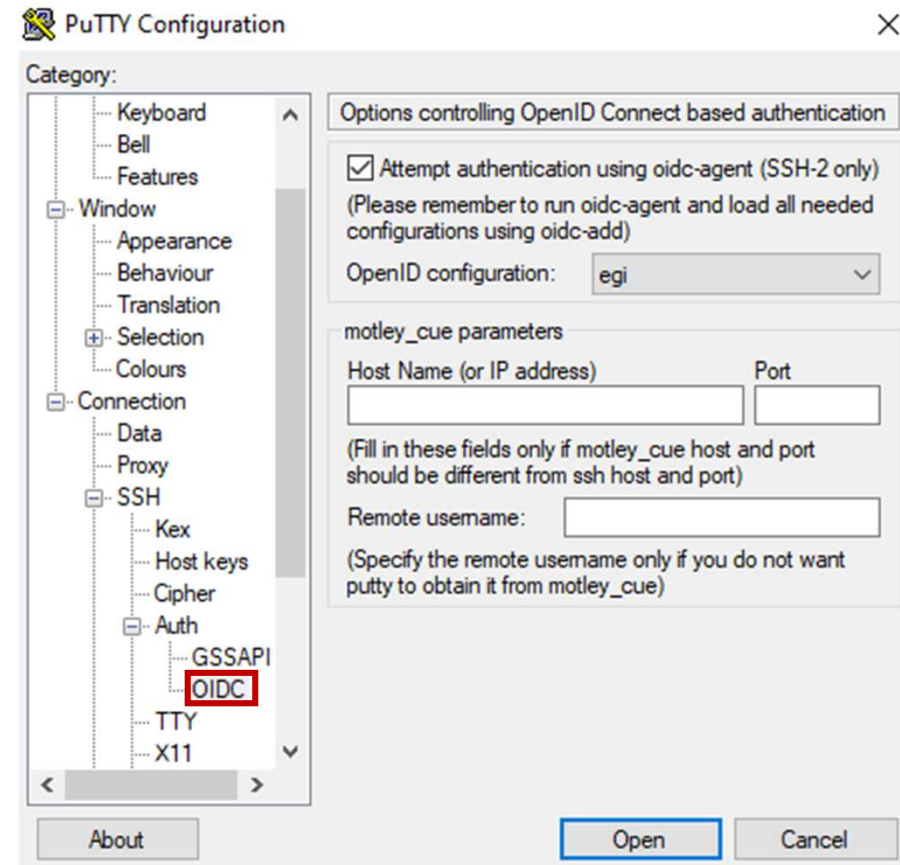 PuTTY Configuration
Category:
Keyboard
Bell
Features
Window
Appearance
Behaviour
Translation
Selection
Colours
Connection
Data
Proxy
SSH
Kex
Host keys
Cipher
Auth
GSSAPI
OIDC
TTY
X11
Options controlling OpenID Connect based authentication
Attempt authentication using oidc-agent (SSH-2 only)
(Please remember to run oidc-agent and load all needed
configurations using oidc-add)
OpenID configuration: egi
motley_cue parameters
Host Name (or IP address) Port
(Fill in these fields only if motley_cue host and port
should be different from ssh host and port)
Remote username:
(Specify the remote username only if you do not want
putty to obtain it from motley_cue)
About Open Cancel